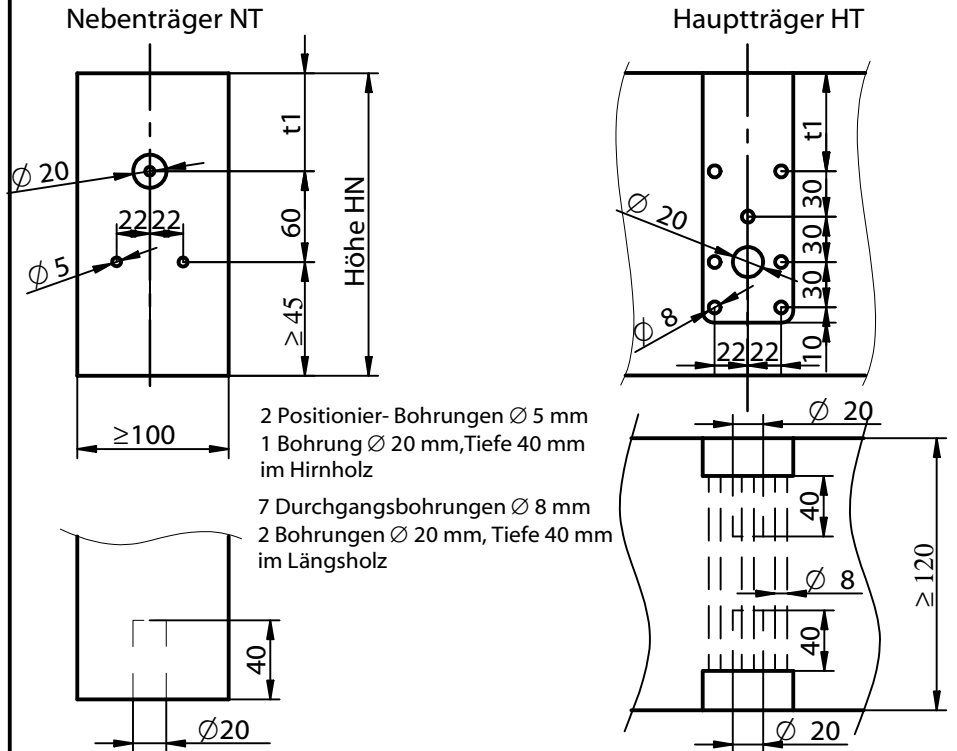 Nebenträger NT
Hauptträger HT
t1
∅ 20
22 22
60
∅ 5
≥ 45
Höhe HN
≥100
t1
30
∅ 20
30
30
∅ 8
22 22
10
2 Positionier- Bohrungen ∅ 5 mm
1 Bohrung ∅ 20 mm,Tiefe 40 mm
im Hirnholz
7 Durchgangsbohrungen ∅ 8 mm
2 Bohrungen ∅ 20 mm, Tiefe 40 mm
im Längsholz
40
∅20
∅ 20
40
∅ 8
≥ 120
40
∅ 20